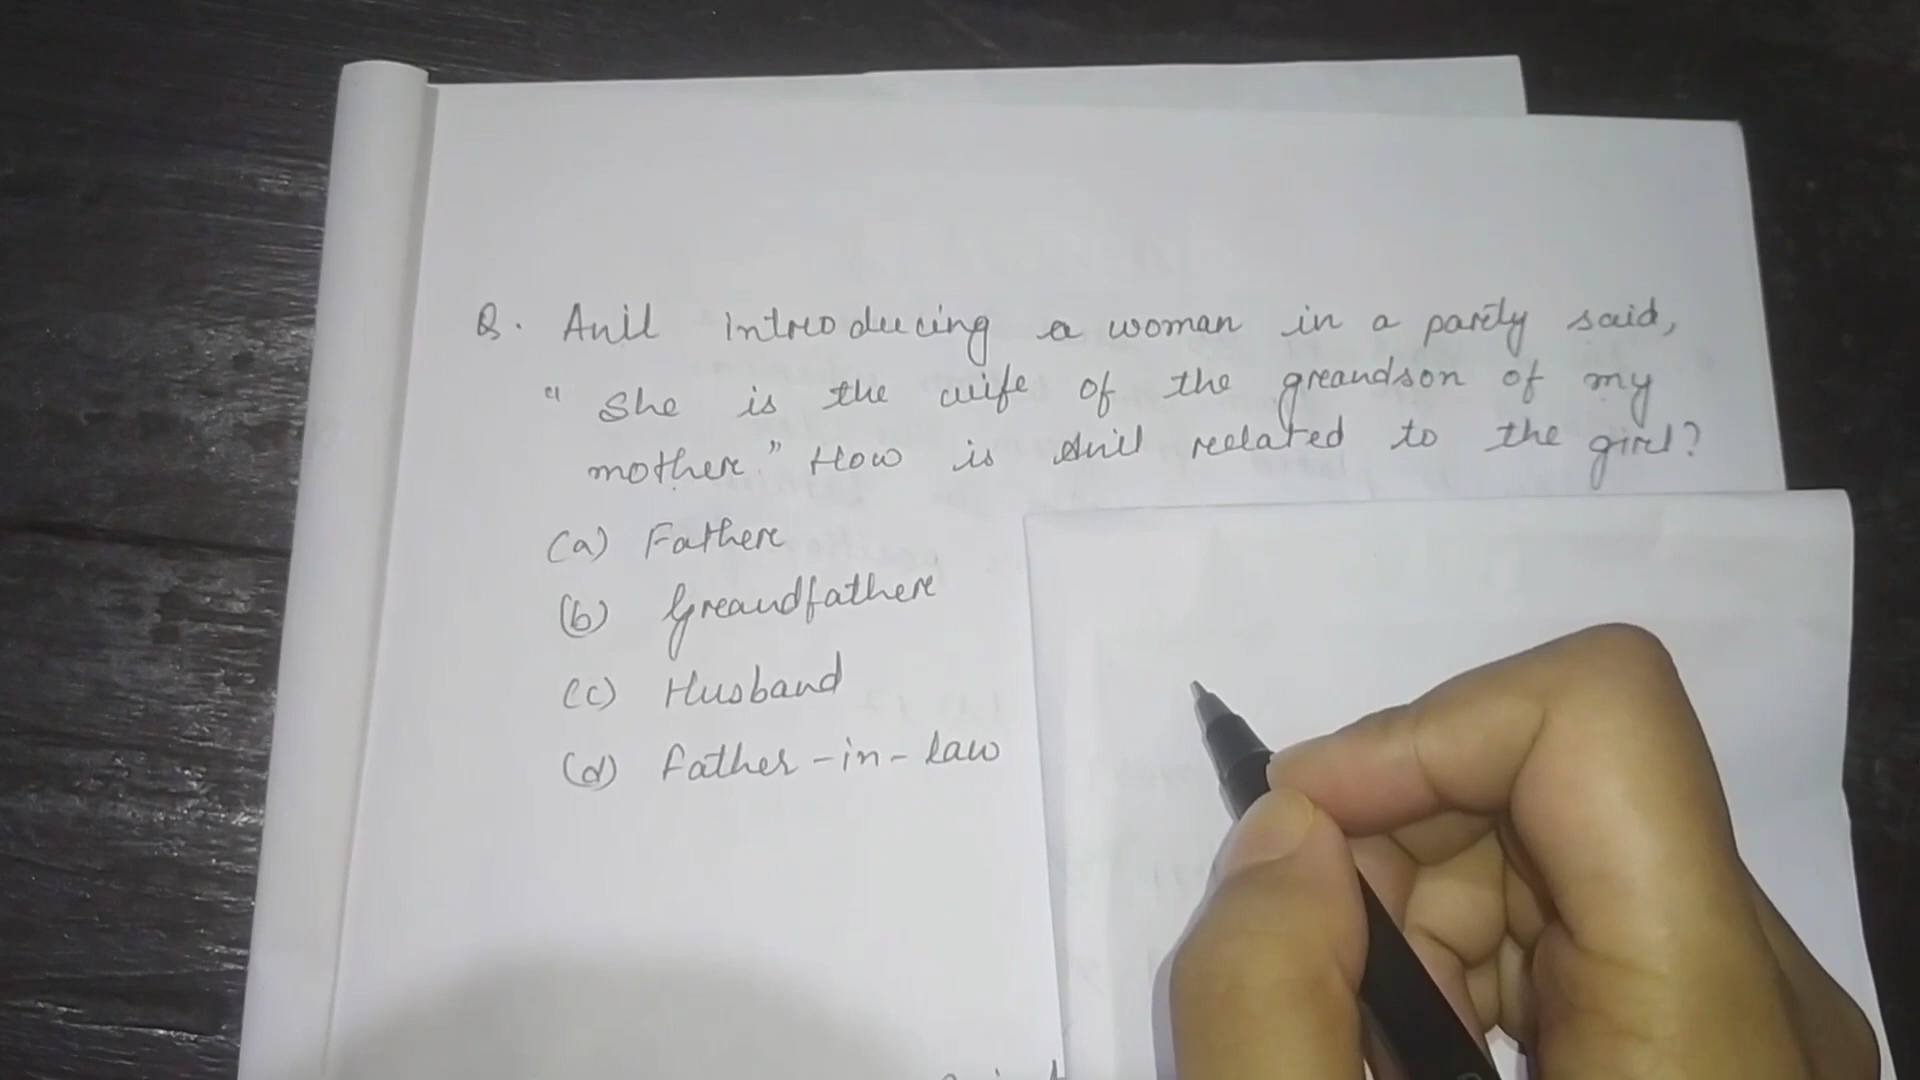 Q. Anil introducing a woman in a party said,
" She is the wife of the grandson of my
mother." How is Anil related to the girl?
(a) Father
(b) Grandfather
(c) Husband
(d) Father-in-law